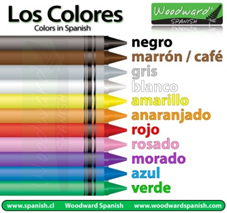 Los Colores
Colors in Spanish
Woodward®
SPANISH
negro
marrón / café
gris
blanco
amarillo
anaranjado
rojo
rosado
morado
azul
verde
www.spanish.cl Woodward Spanish www.woodwardspanish.com